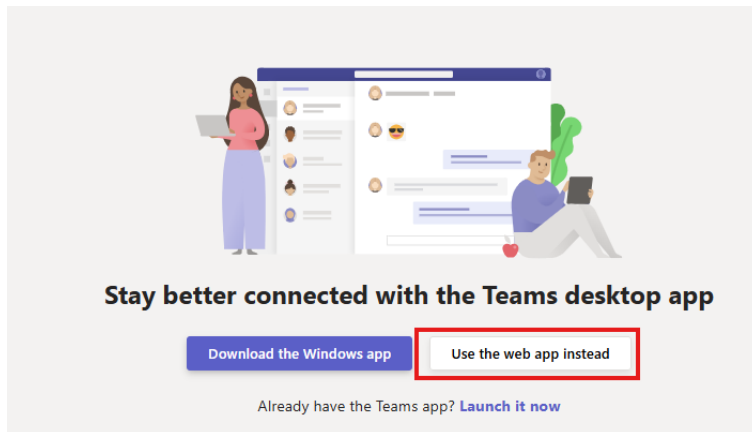 Stay better connected with the Teams desktop app
Download the Windows app
Use the web app instead
Already have the Teams app? Launch it now